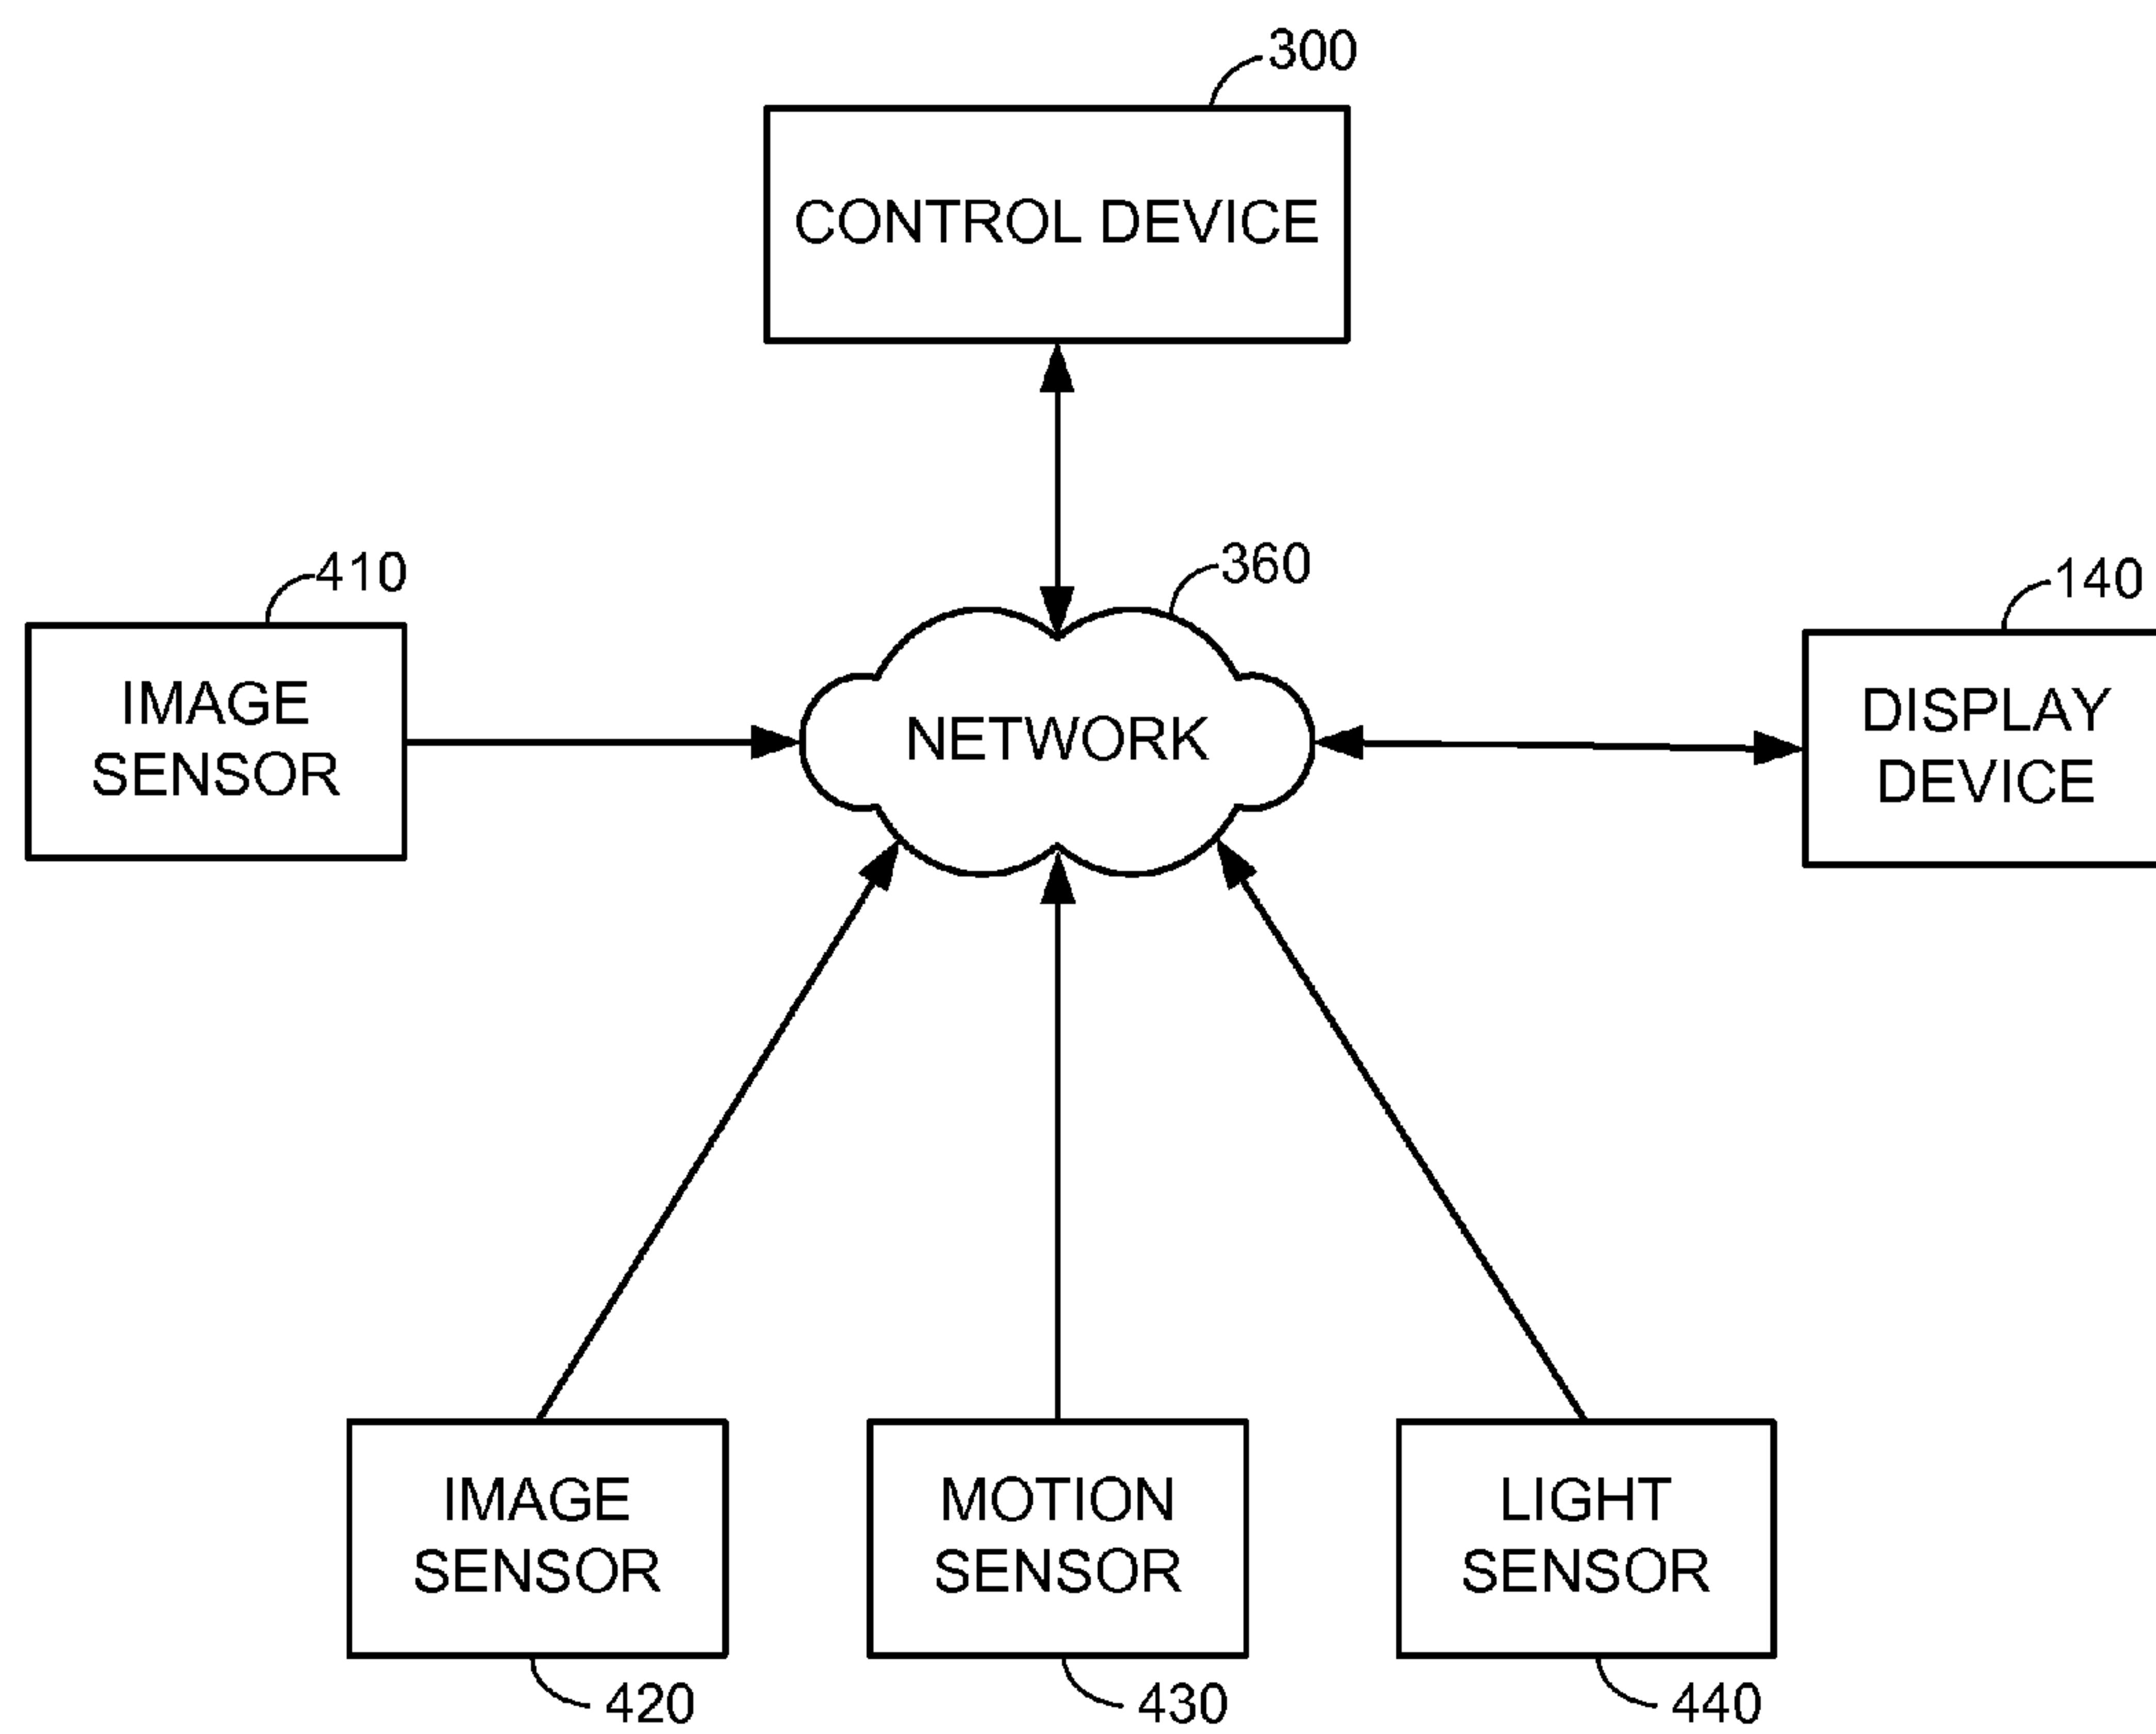 300
CONTROL DEVICE
410
360
140
IMAGE
SENSOR
NETWORK
DISPLAY
DEVICE
IMAGE
SENSOR
MOTION
SENSOR
LIGHT
SENSOR
420
430
440